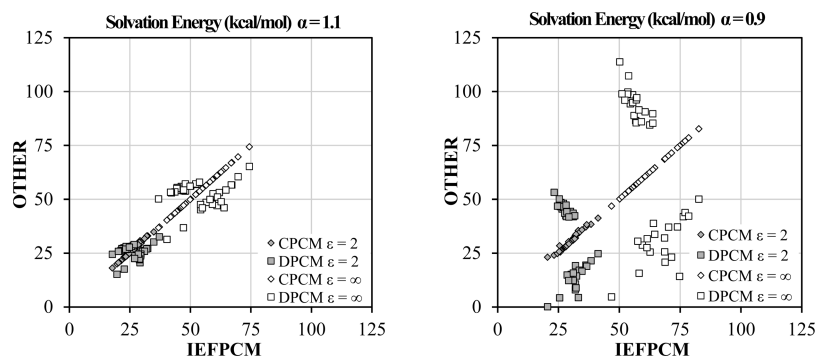 Solvation Energy (kcal/mol) α = 1.1
OTHER
125
100
75
50
25
0
0 25 50 75 100 125
IEFPCM
CPCM ε = 2
DPCM ε = 2
CPCM ε = ∞
DPCM ε = ∞
Solvation Energy (kcal/mol) α = 0.9
OTHER
125
100
75
50
25
0
0 25 50 75 100 125
IEFPCM
CPCM ε = 2
DPCM ε = 2
CPCM ε = ∞
DPCM ε = ∞